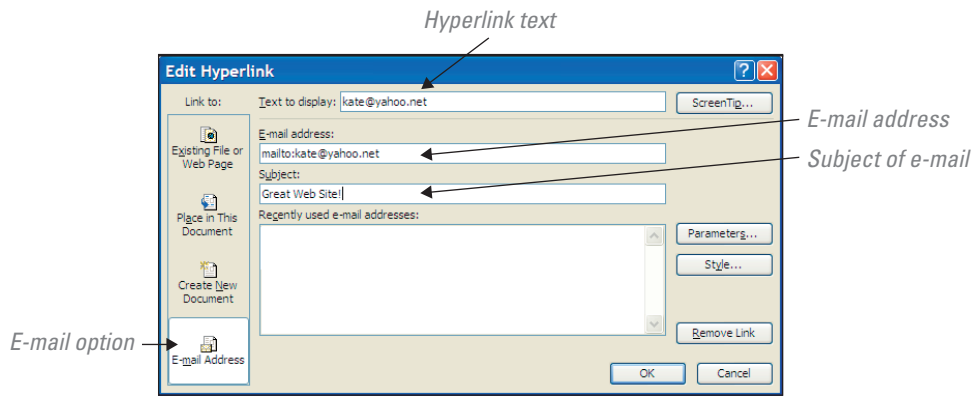 Hyperlink text
Edit Hyperlink
Link to:
Text to display: kate@yahoo.net
ScreenTip...
E-mail address
E-mail address:
Existing File or
Web Page
mailto:kate@yahoo.net
Subject of e-mail
Subject:
Great Web Site!
Place in This
Document
Recently used e-mail addresses:
Parameters...
Style...
Create New
Document
Remove Link
E-mail option
E-mail Address
OK
Cancel